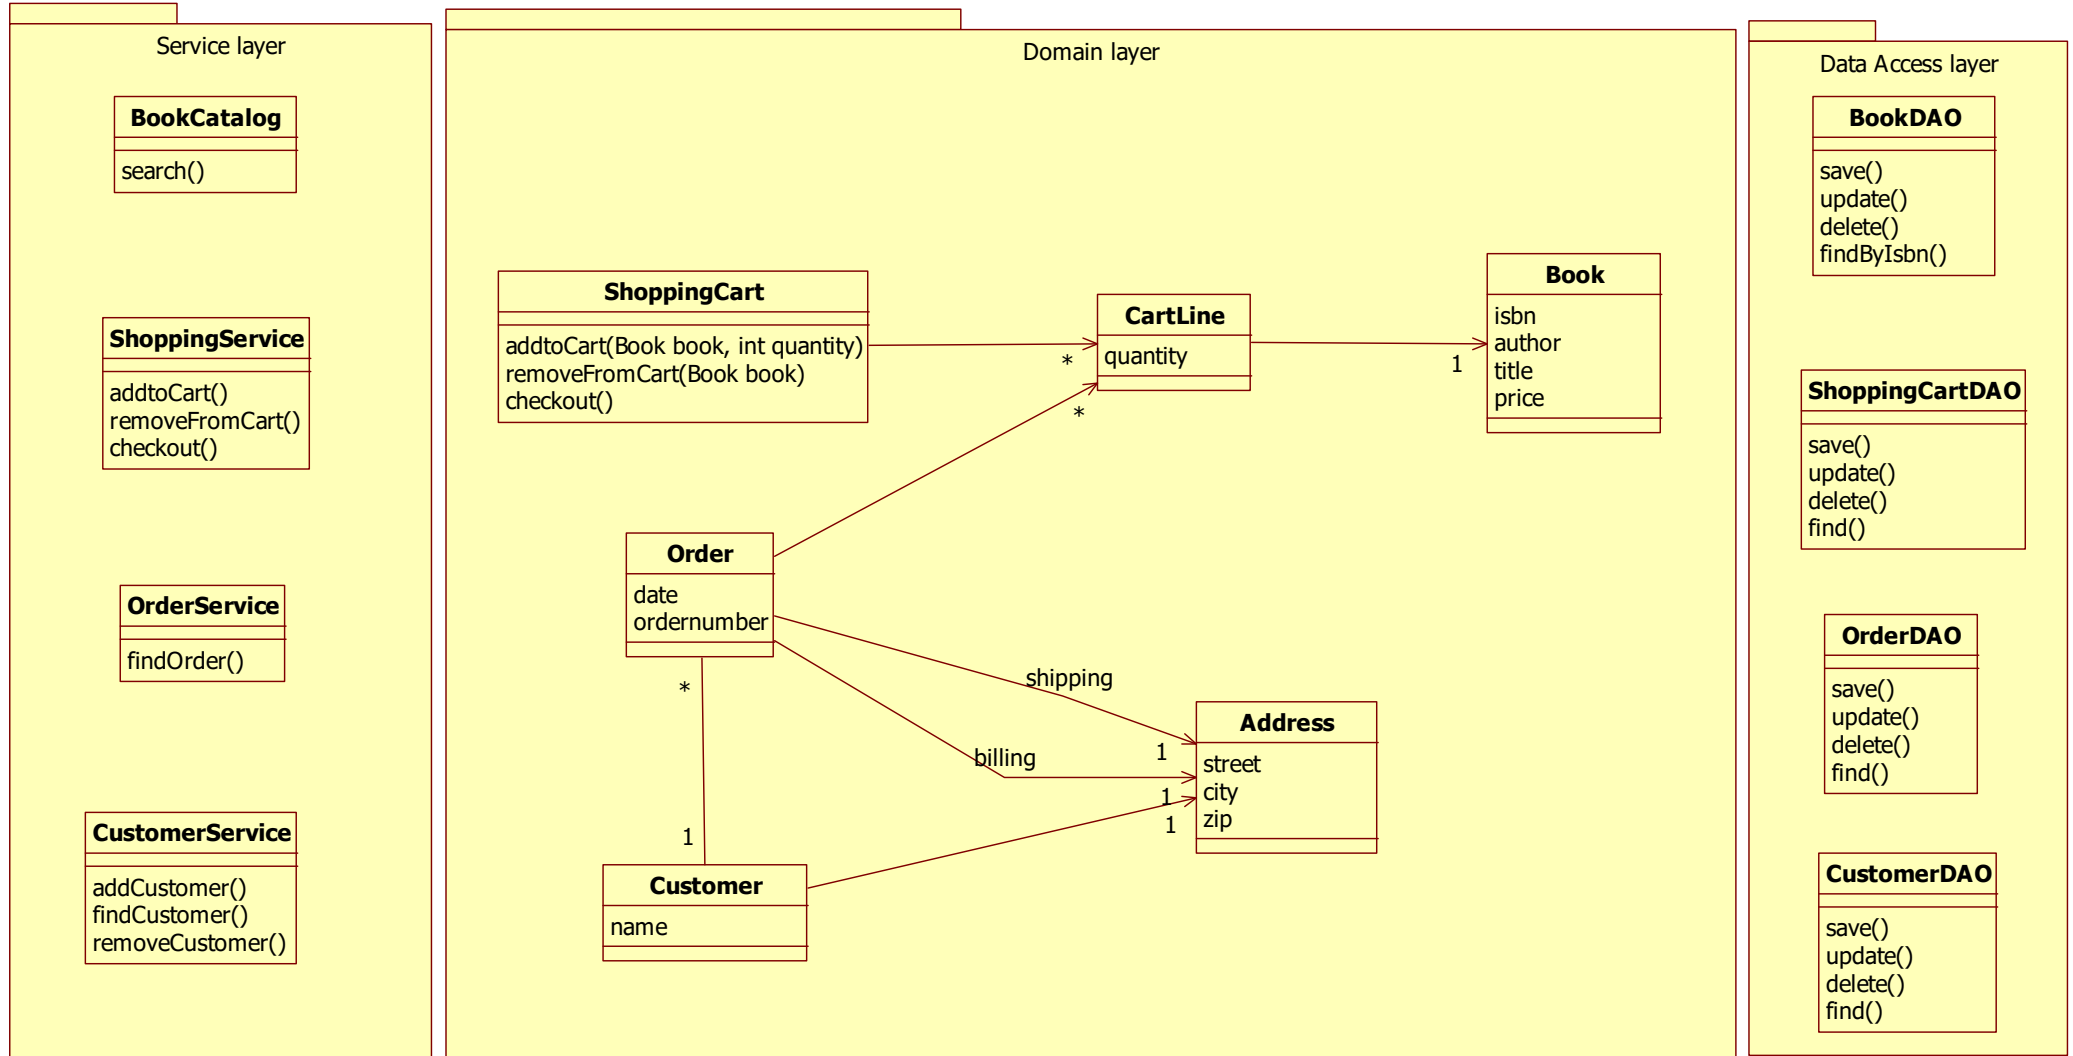 Service layer
BookCatalog
search()
ShoppingService
addtoCart()
removeFromCart()
checkout()
OrderService
findOrder()
CustomerService
addCustomer()
findCustomer()
removeCustomer()
Domain layer
ShoppingCart
addtoCart(Book book, int quantity)
removeFromCart(Book book)
checkout()
*
CartLine
quantity
*
1
Book
isbn
author
title
price
Order
date
ordernumber
*
1
shipping
1
billing
1
1
Address
street
city
zip
Customer
name
Data Access layer
BookDAO
save()
update()
delete()
findByIsbn()
ShoppingCartDAO
save()
update()
delete()
find()
OrderDAO
save()
update()
delete()
find()
CustomerDAO
save()
update()
delete()
find()